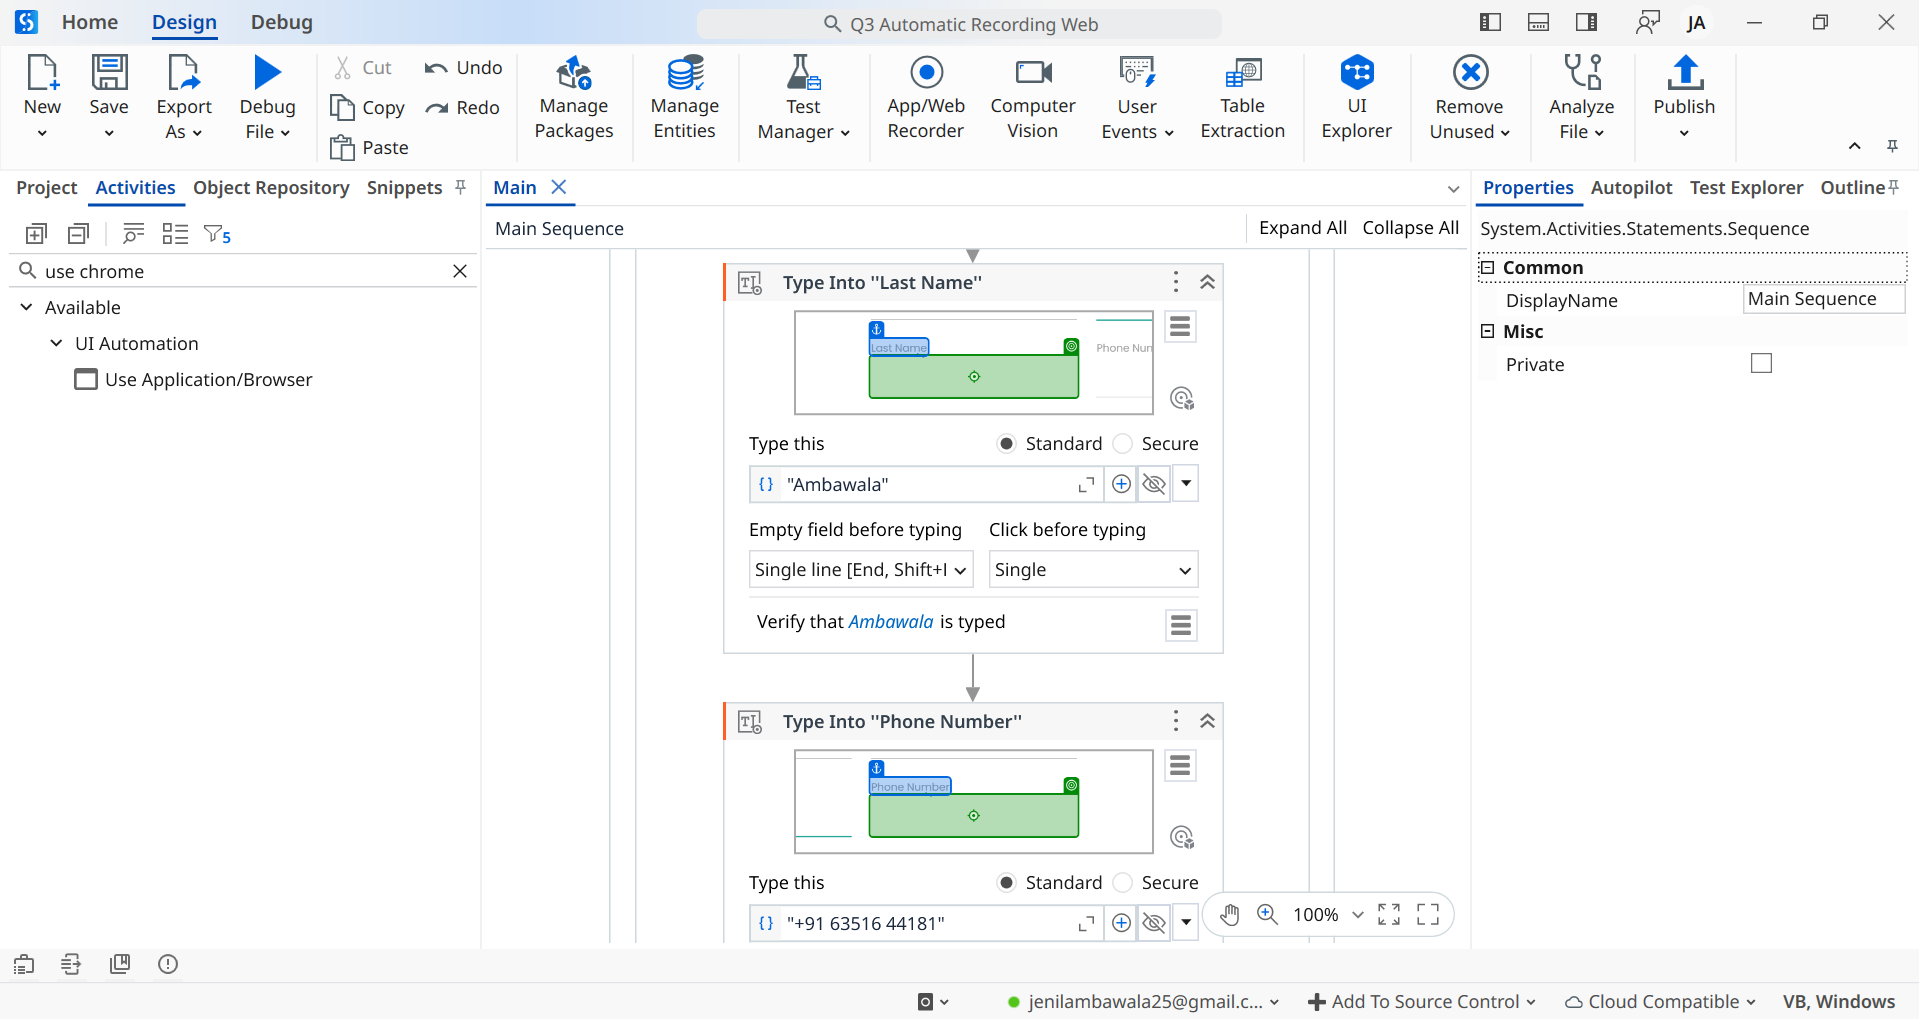 Home Design Debug Q3 Automatic Recording Web JA
New Save Export As Debug File Cut Copy Paste Undo Redo Manage Packages Manage Entities Test Manager App/Web Recorder Computer Vision User Events Table Extraction UI Explorer Remove Unused Analyze File Publish
Project Activities Object Repository Snippets Main Properties Autopilot Test Explorer Outline
5
Main Sequence Expand All Collapse All System.Activities.Statements.Sequence
use chrome
Available
UI Automation
Use Application/Browser
Type Into ''Last Name''
Last Name
Phone Num
Type this Standard Secure
"Ambawala"
Empty field before typing Click before typing
Single line [End, Shift+I Single
Verify that Ambawala is typed
Type Into ''Phone Number''
Phone Number
Type this Standard Secure
"+91 63516 44181"
100%
Common
DisplayName Main Sequence
Misc
Private
jenilambawala25@gmail.c... Add To Source Control Cloud Compatible VB, Windows